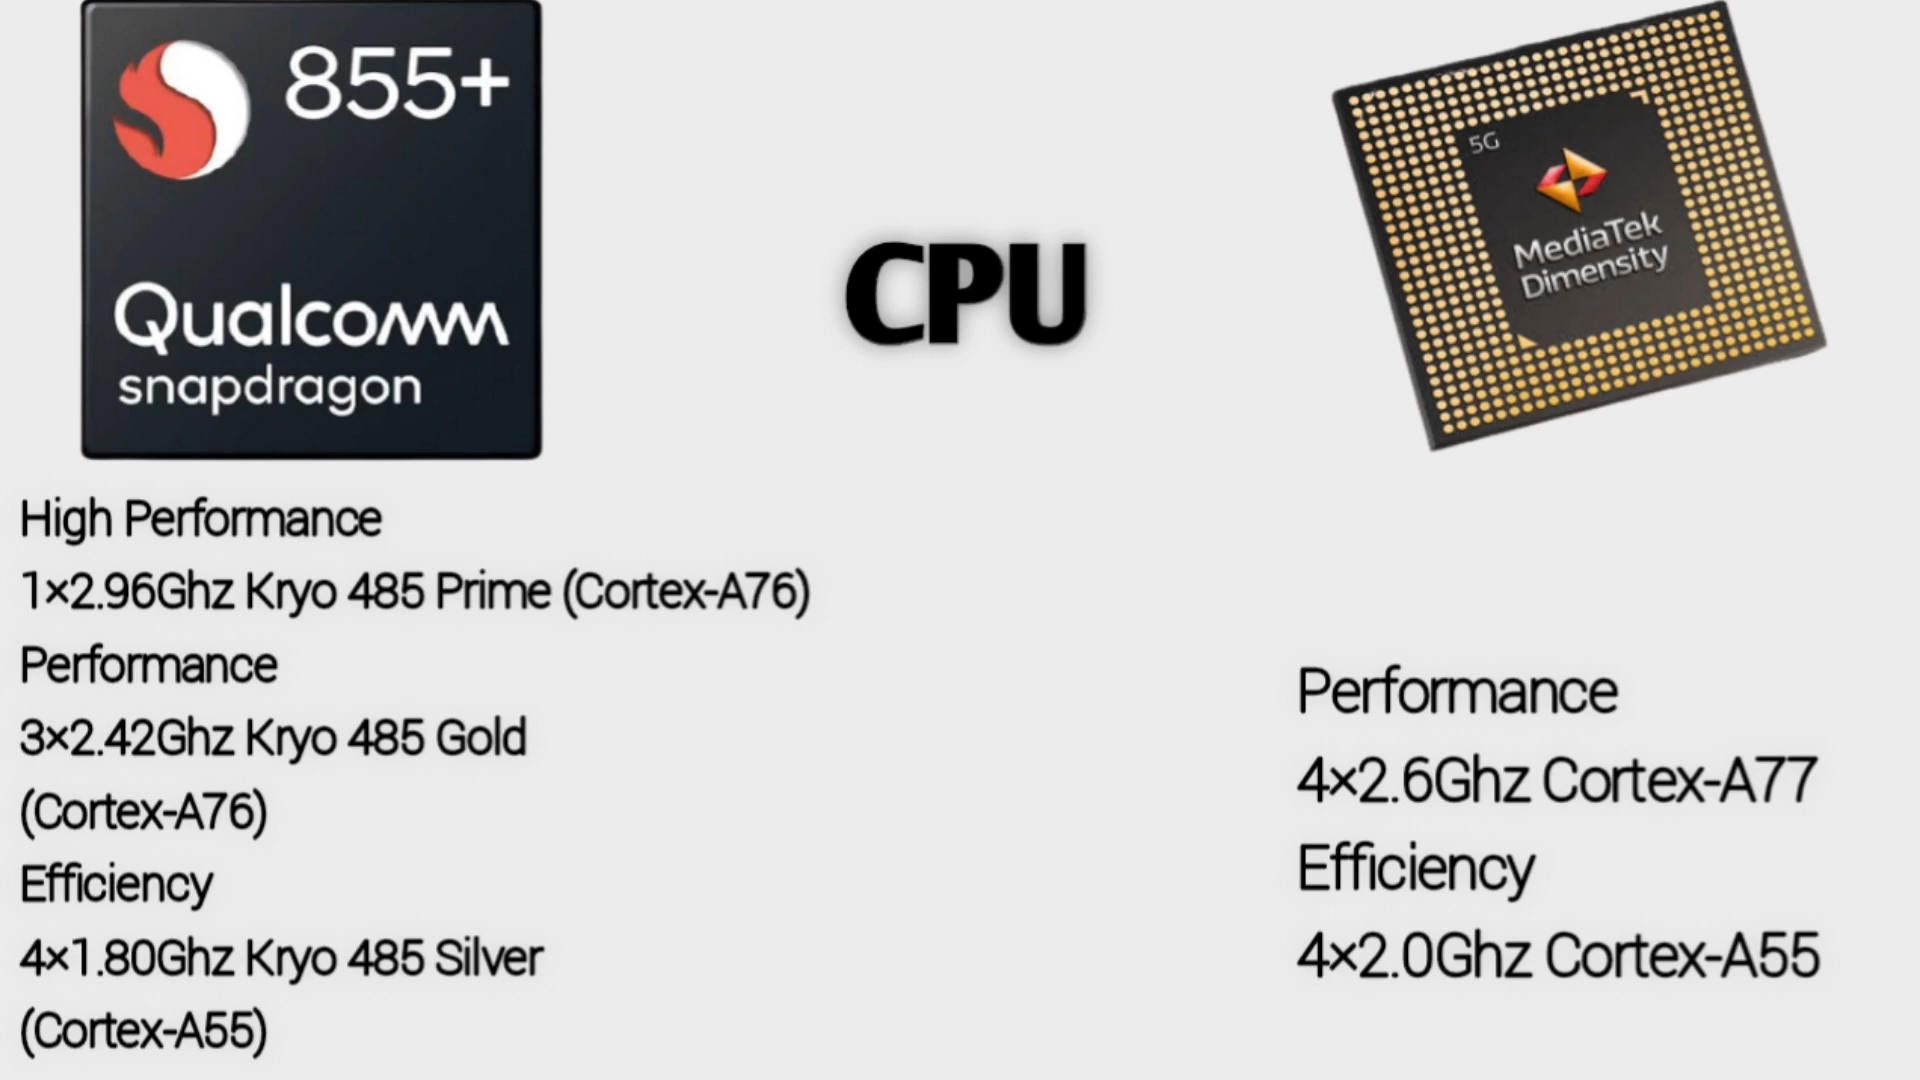 855+
Qualcomm
snapdragon
CPU
5G
MediaTek
Dimensity
High Performance
1×2.96Ghz Kryo 485 Prime (Cortex-A76)
Performance
3×2.42Ghz Kryo 485 Gold
(Cortex-A76)
Efficiency
4×1.80Ghz Kryo 485 Silver
(Cortex-A55)
Performance
4×2.6Ghz Cortex-A77
Efficiency
4×2.0Ghz Cortex-A55